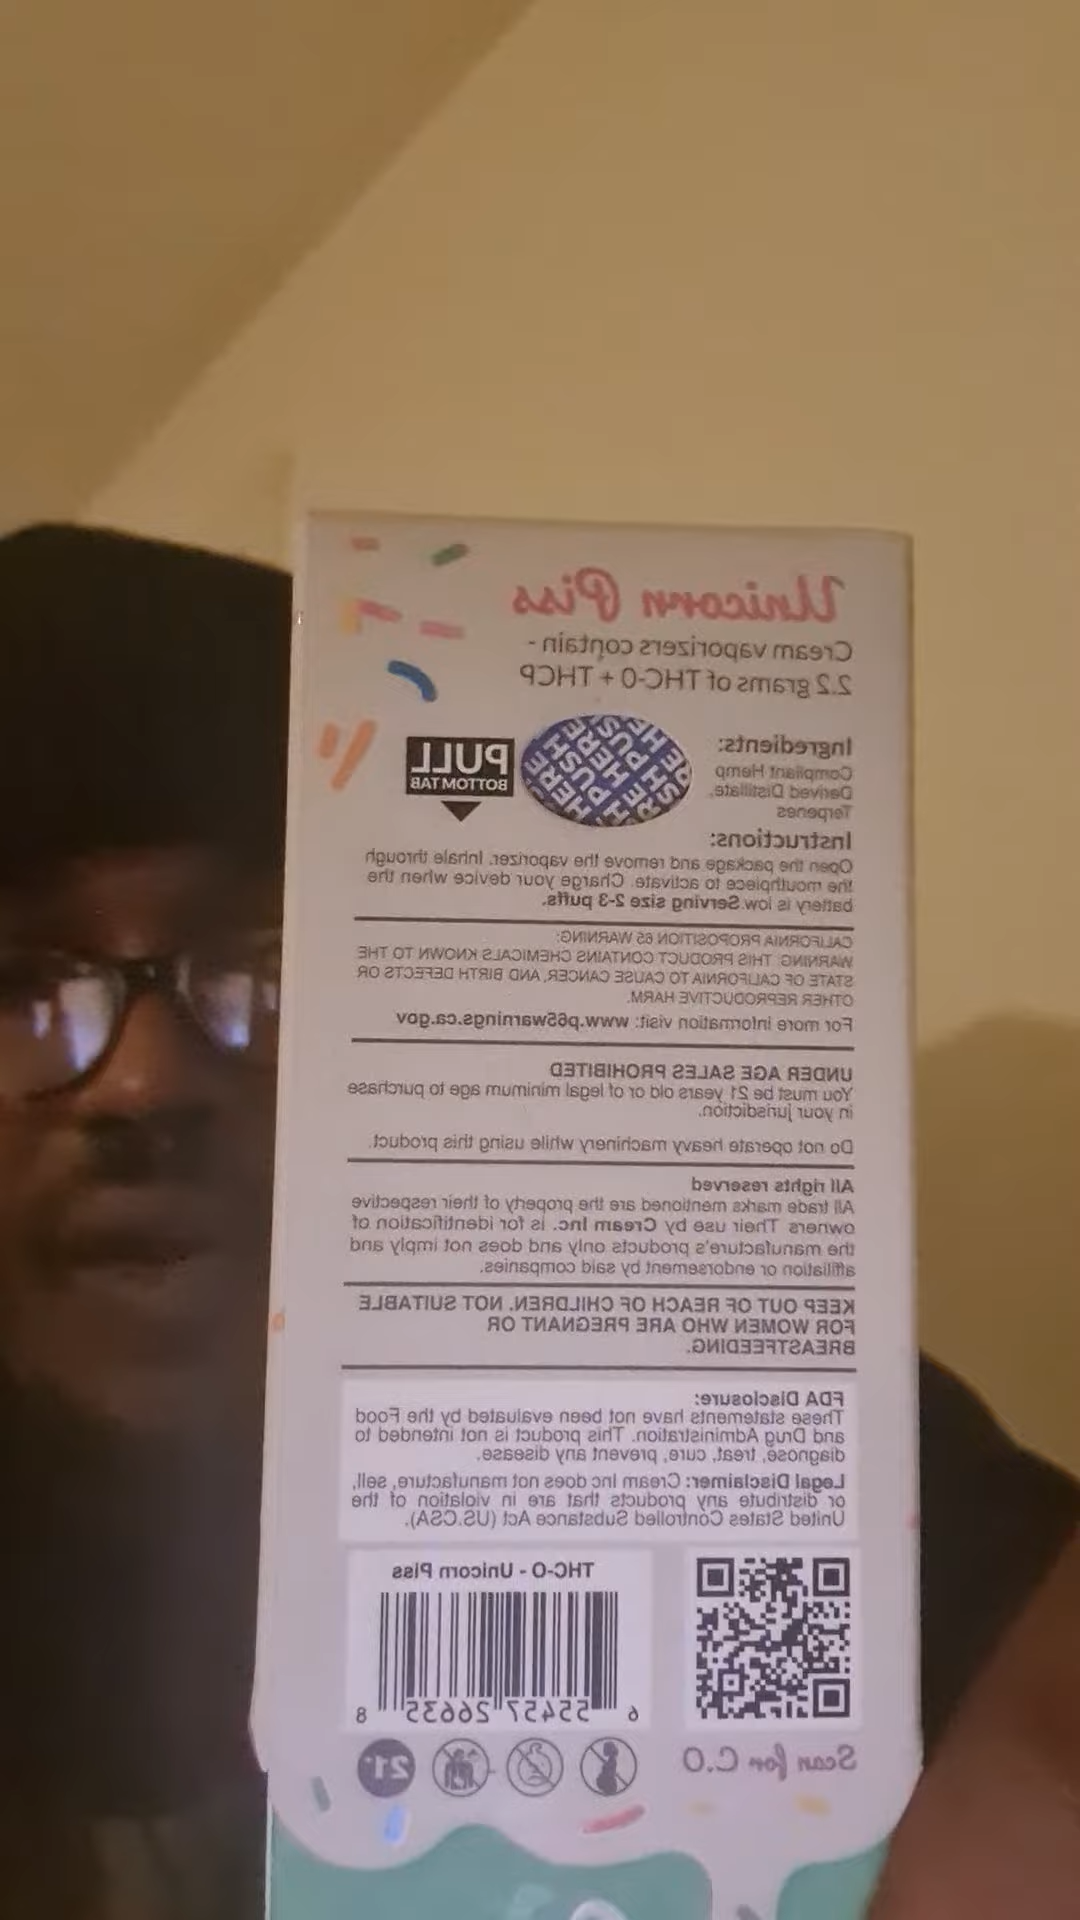 Unicorn Piss
Cream vaporizers contain -
2.2 grams of THC-O + THCP
Ingredients:
Compliant Hemp
Derived Distillate,
Terpenes
PUSH HERE
PULL
BOTTOM TAB
Instructions:
Open the package and remove the vaporizer. Inhale through
the mouthpiece to activate. Charge your device when the
battery is low. Serving size 2-3 puffs.
CALIFORNIA PROPOSITION 65 WARNING:
WARNING: THIS PRODUCT CONTAINS CHEMICALS KNOWN TO THE
STATE OF CALIFORNIA TO CAUSE CANCER, AND BIRTH DEFECTS OR
OTHER REPRODUCTIVE HARM.
For more information visit: www.p65warnings.ca.gov
UNDER AGE SALES PROHIBITED
You must be 21 years old or of legal minimum age to purchase
in your jurisdiction.
Do not operate heavy machinery while using this product.
All rights reserved
All trade marks mentioned are the property of their respective
owners Their use by Cream Inc. is for identification of
the manufacture's products only and does not imply and
affiliation or endorsement by said companies.
KEEP OUT OF REACH OF CHILDREN. NOT SUITABLE
FOR WOMEN WHO ARE PREGNANT OR
BREASTFEEDING.
FDA Disclosure:
These statements have not been evaluated by the Food
and Drug Administration. This product is not intended to
diagnose, treat, cure, prevent any disease.
Legal Disclaimer: Cream Inc does not manufacture, sell,
or distribute any products that are in violation of the
United States Controlled Substance Act (US.CSA).
THC-O - Unicorn Piss
6 55457 26635 8
Scan for C.O
21+